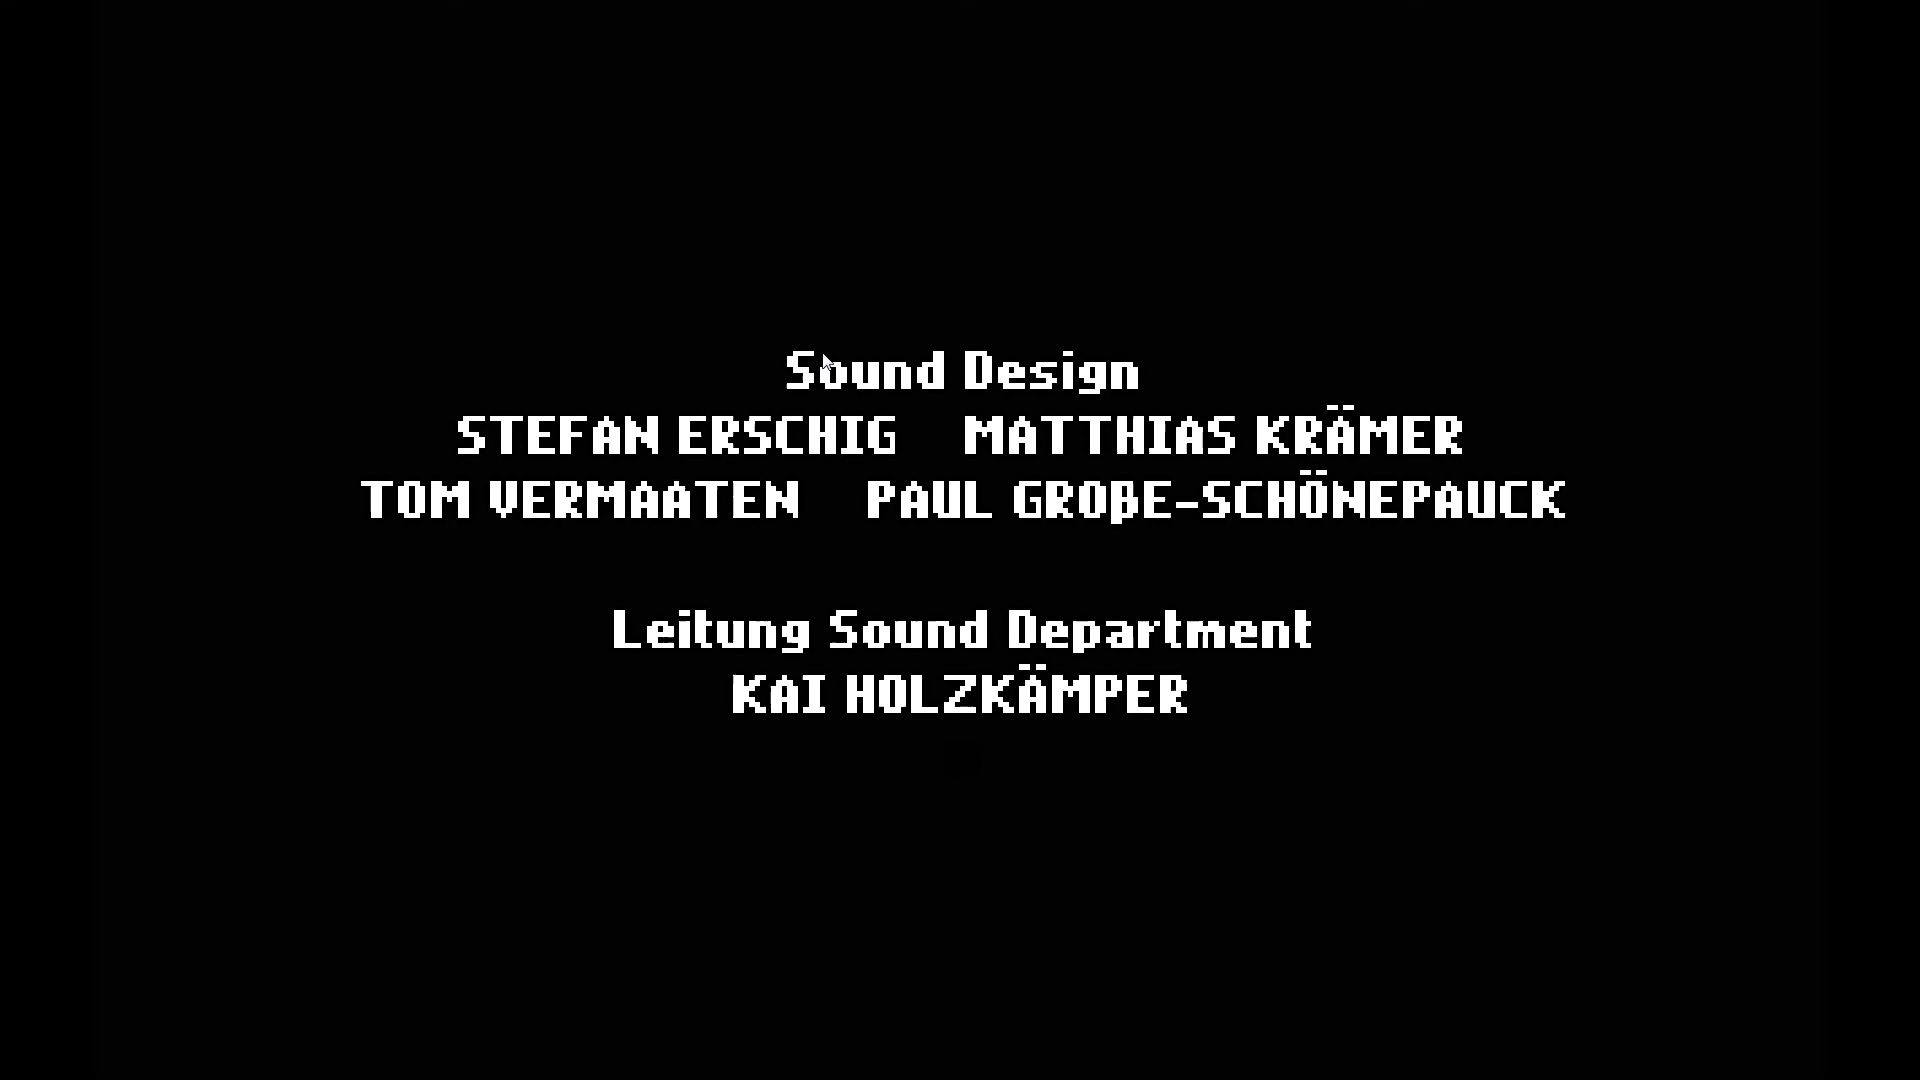 Sound Design
STEFAN ERSCHIG MATTHIAS KRÄMER
TOM VERMAATEN PAUL GROßE-SCHÖNEPAUCK
Leitung Sound Department
KAI HOLZKÄMPER